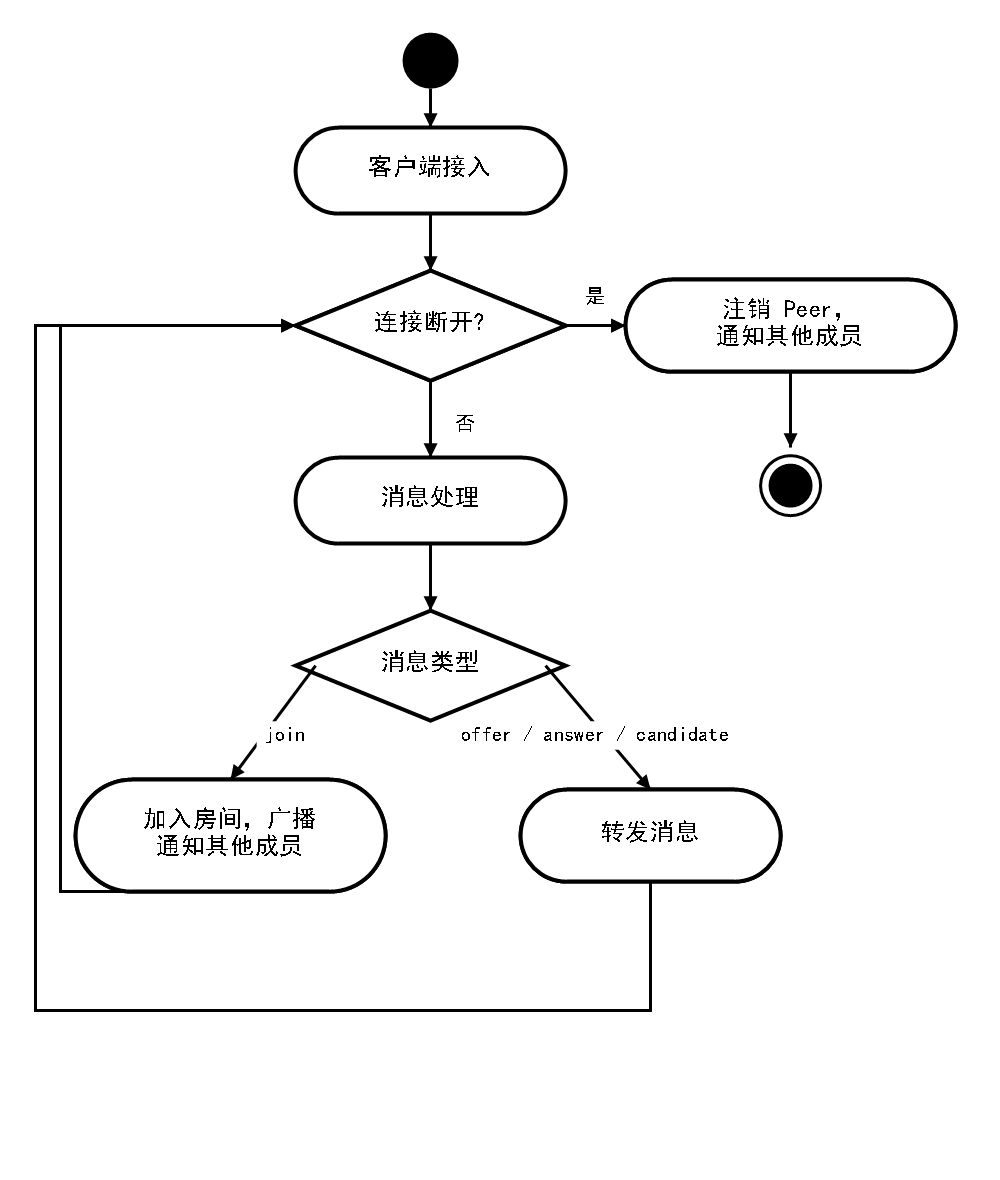 客户端接入
连接断开?
是
注销 Peer，
通知其他成员
否
消息处理
消息类型
join
offer / answer / candidate
加入房间，广播
通知其他成员
转发消息